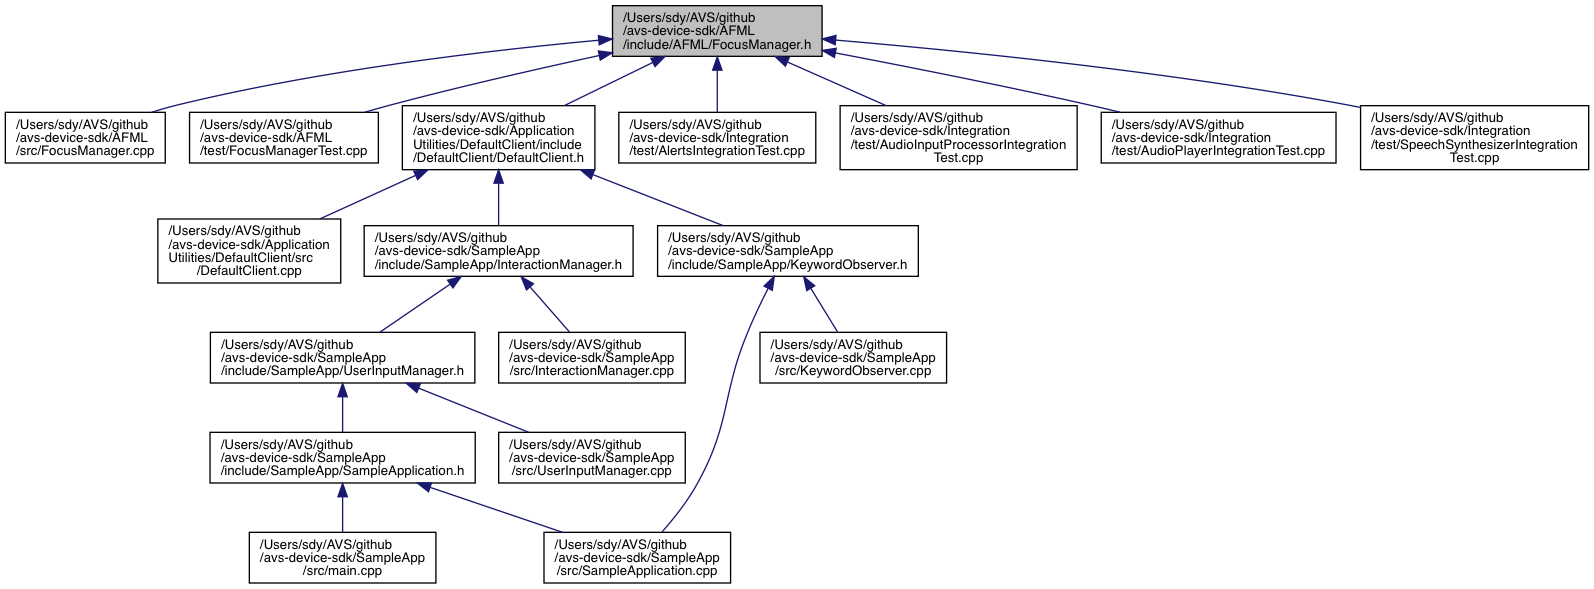 /Users/sdy/AVS/github
/avs-device-sdk/AFML
/include/AFML/FocusManager.h
/Users/sdy/AVS/github
/avs-device-sdk/AFML
/src/FocusManager.cpp
/Users/sdy/AVS/github
/avs-device-sdk/AFML
/test/FocusManagerTest.cpp
/Users/sdy/AVS/github
/avs-device-sdk/Application
Utilities/DefaultClient/include
/DefaultClient/DefaultClient.h
/Users/sdy/AVS/github
/avs-device-sdk/Integration
/test/AlertsIntegrationTest.cpp
/Users/sdy/AVS/github
/avs-device-sdk/Integration
/test/AudioInputProcessorIntegration
Test.cpp
/Users/sdy/AVS/github
/avs-device-sdk/Integration
/test/AudioPlayerIntegrationTest.cpp
/Users/sdy/AVS/github
/avs-device-sdk/Integration
/test/SpeechSynthesizerIntegration
Test.cpp
/Users/sdy/AVS/github
/avs-device-sdk/Application
Utilities/DefaultClient/src
/DefaultClient.cpp
/Users/sdy/AVS/github
/avs-device-sdk/SampleApp
/include/SampleApp/InteractionManager.h
/Users/sdy/AVS/github
/avs-device-sdk/SampleApp
/include/SampleApp/KeywordObserver.h
/Users/sdy/AVS/github
/avs-device-sdk/SampleApp
/include/SampleApp/UserInputManager.h
/Users/sdy/AVS/github
/avs-device-sdk/SampleApp
/src/InteractionManager.cpp
/Users/sdy/AVS/github
/avs-device-sdk/SampleApp
/src/KeywordObserver.cpp
/Users/sdy/AVS/github
/avs-device-sdk/SampleApp
/include/SampleApp/SampleApplication.h
/Users/sdy/AVS/github
/avs-device-sdk/SampleApp
/src/UserInputManager.cpp
/Users/sdy/AVS/github
/avs-device-sdk/SampleApp
/src/main.cpp
/Users/sdy/AVS/github
/avs-device-sdk/SampleApp
/src/SampleApplication.cpp